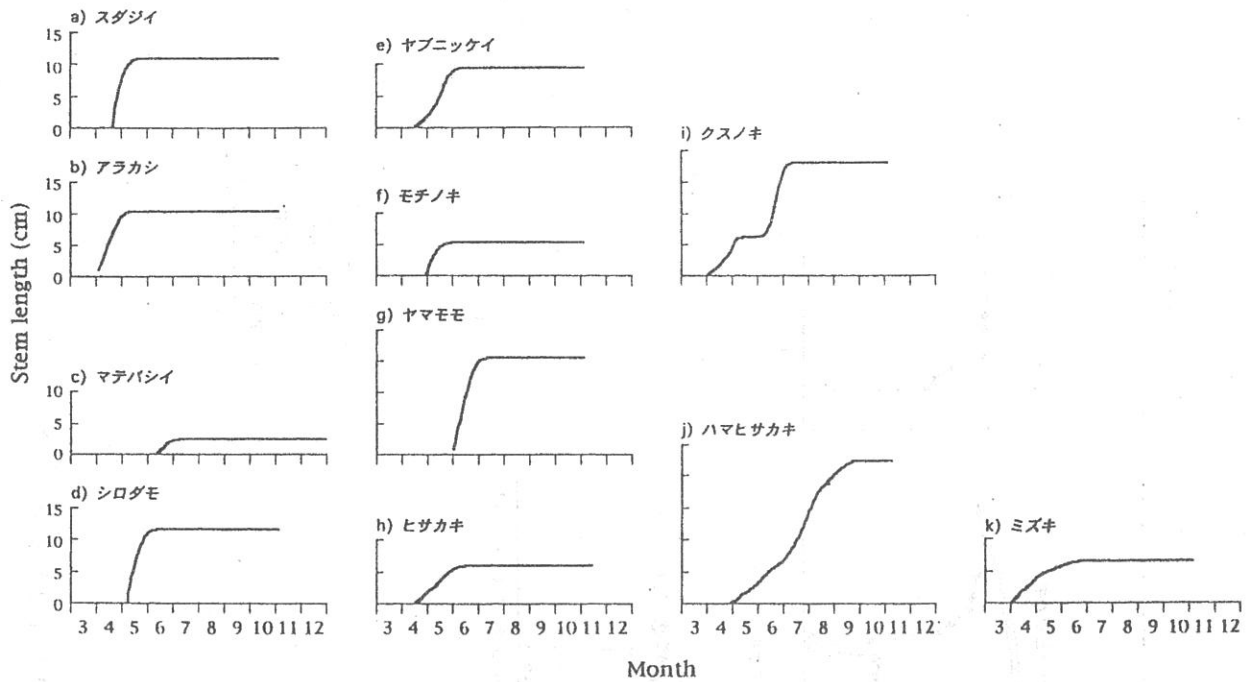 a) スダジイ
15
10
5
0
b) アラカシ
15
10
5
0
c) マテバシイ
10
5
0
d) シロダモ
15
10
5
0
3 4 5 6 7 8 9 10 11 12
e) ヤブニッケイ
f) モチノキ
g) ヤマモモ
h) ヒサカキ
3 4 5 6 7 8 9 10 11 12
i) クスノキ
j) ハマヒサカキ
3 4 5 6 7 8 9 10 11 12
k) ミズキ
3 4 5 6 7 8 9 10 11 12
Stem length (cm)
Month